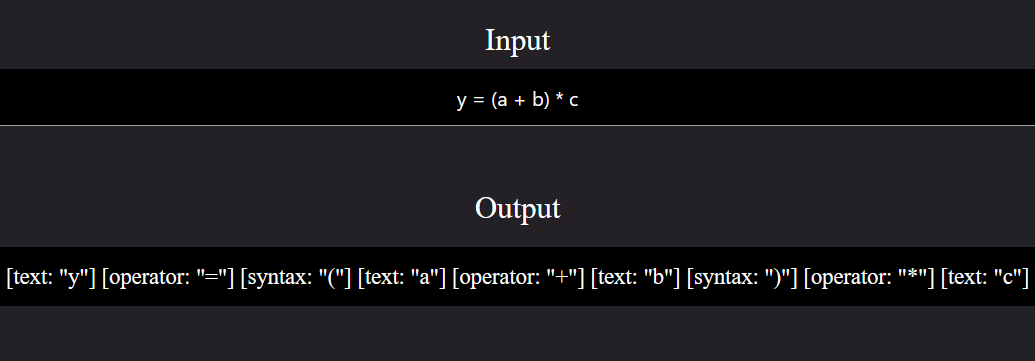 Input
y = (a + b) * c
Output
[text: "y"] [operator: "="] [syntax: "("] [text: "a"] [operator: "+"] [text: "b"] [syntax: ")"] [operator: "*"] [text: "c"]